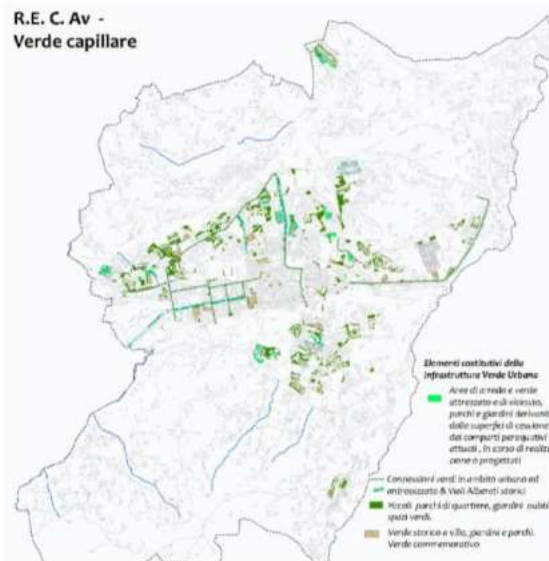 R.E. C. Av -
Verde capillare
Elementi costitutivi della
Infrastruttura Verde Urbana
Aree di arredo e verde
attrezzato e di vicinato,
parchi e giardini derivanti
dalle superfici di cessione
dei comparti perequativi
attuati, in corso di realiz
zione o progettati
Connessioni verdi in ambito urbano ed
antropizzato & Viali Alberati storici
Piccoli parchi di quartiere, giardini pubbli
spazi verdi.
Verde storico a villa, giardini e parchi.
Verde commemorativo